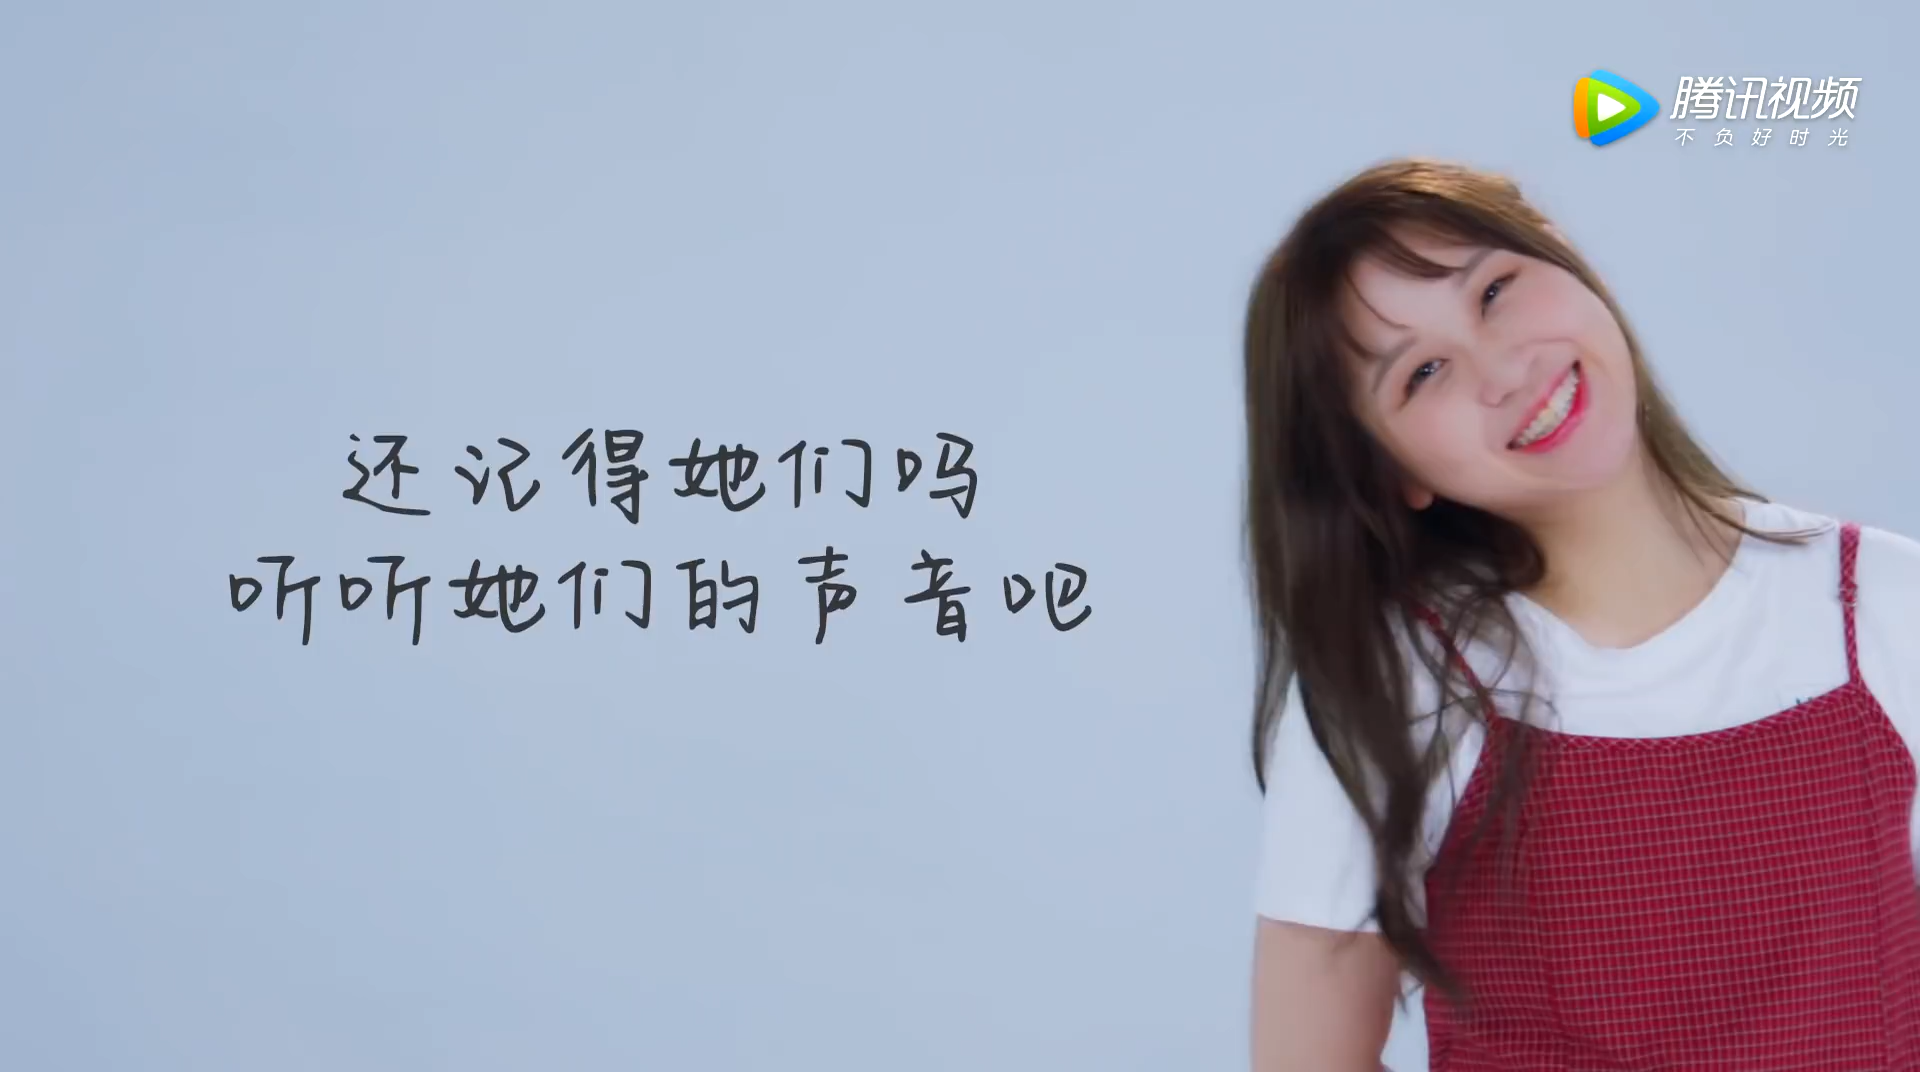 腾讯视频
不负好时光
还记得她们吗
听听她们的声音吧